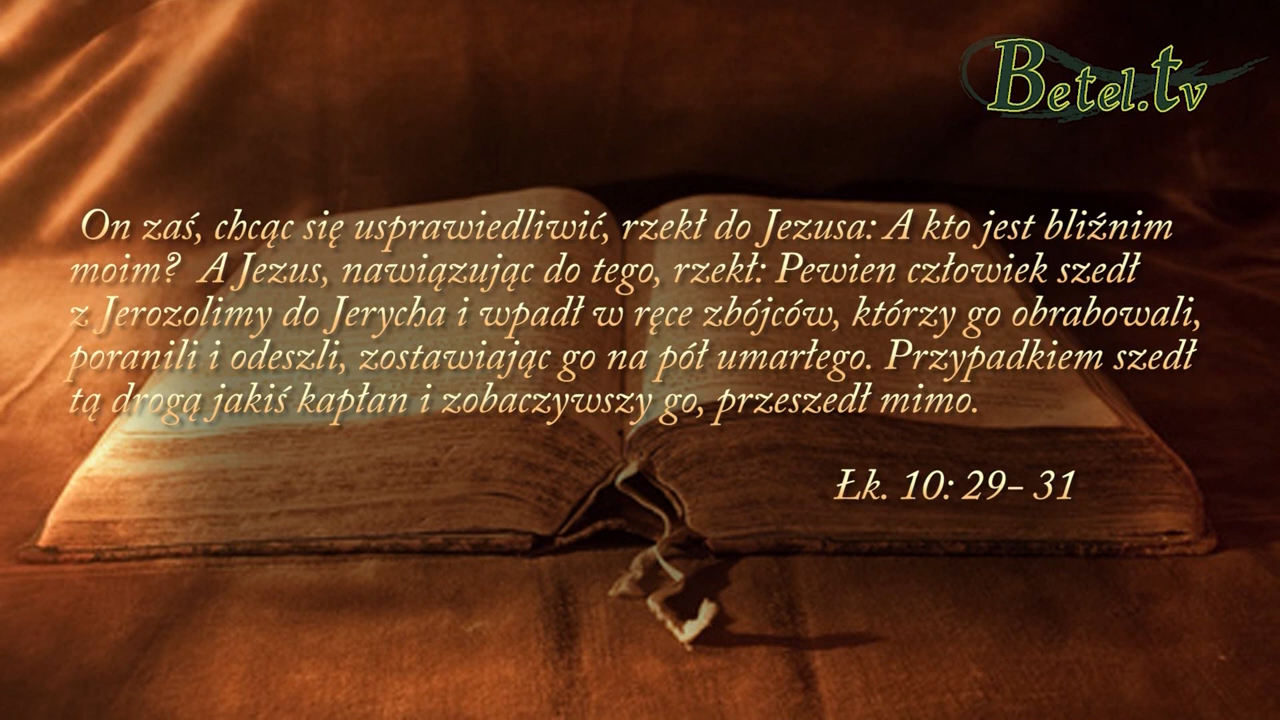 Betel.tv
On zaś, chcąc się usprawiedliwić, rzekł do Jezusa: A kto jest bliźnim
moim? A Jezus, nawiązując do tego, rzekł: Pewien człowiek szedł
z Jerozolimy do Jerycha i wpadł w ręce zbójców, którzy go obrabowali,
poranili i odeszli, zostawiając go na pół umarłego. Przypadkiem szedł
tą drogą jakiś kapłan i zobaczywszy go, przeszedł mimo.
Łk. 10: 29- 31